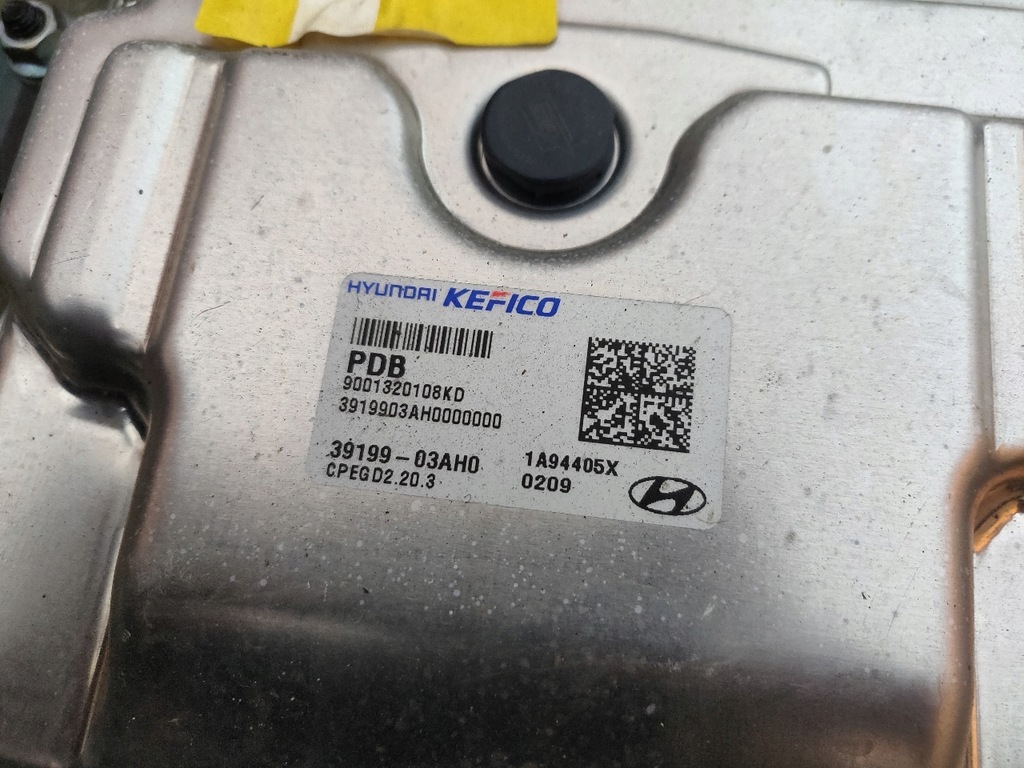 HYUNDAI KEFICO
PDB
9001320108KD
3919903AH0000000
39199-03AH0
1A94405X
CPEGD2.20.3
0209